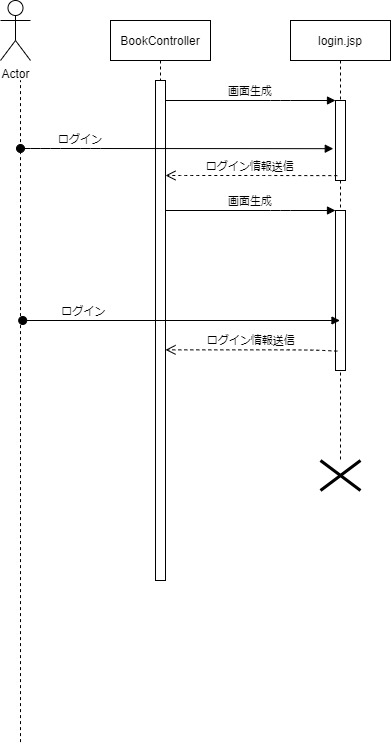 Actor
BookController
login.jsp
画面生成
ログイン
ログイン情報送信
画面生成
ログイン
ログイン情報送信